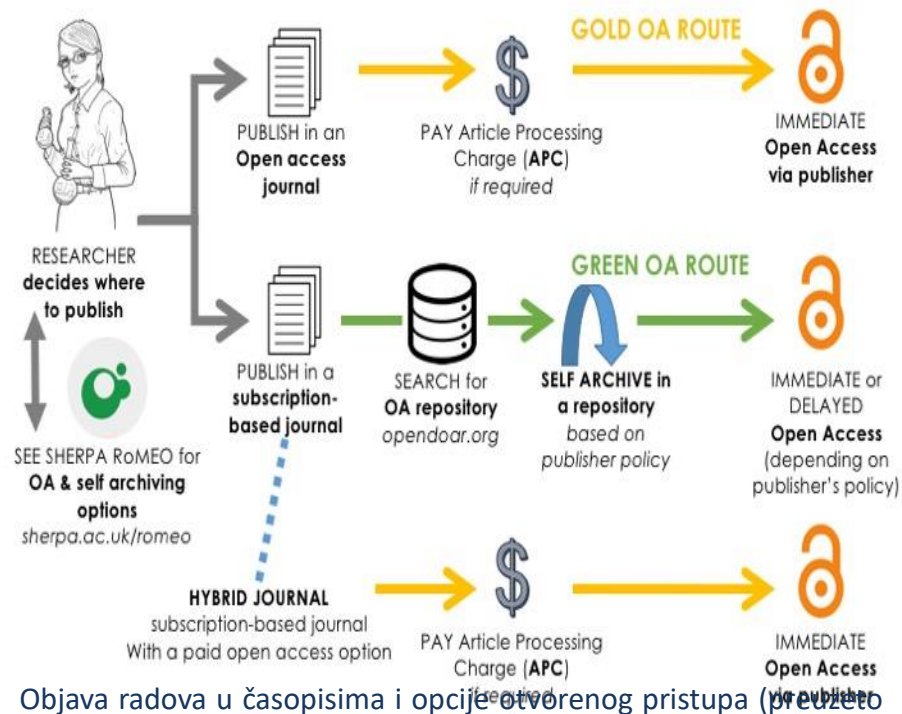 GOLD OA ROUTE
PUBLISH in an
Open access
journal
PAY Article Processing
Charge (APC)
if required
IMMEDIATE
Open Access
via publisher
RESEARCHER
decides where
to publish
GREEN OA ROUTE
PUBLISH in a
subscription-
based journal
SEARCH for
OA repository
opendoar.org
SELF ARCHIVE in
a repository
based on
publisher policy
IMMEDIATE or
DELAYED
Open Access
(depending on
publisher's policy)
SEE SHERPA RoMEO for
OA & self archiving
options
sherpa.ac.uk/romeo
HYBRID JOURNAL
subscription-based journal
With a paid open access option
PAY Article Processing
Charge (APC)
if required
IMMEDIATE
Open Access
via publisher
Objava radova u časopisima i opcije otvorenog pristupa (preuzeto